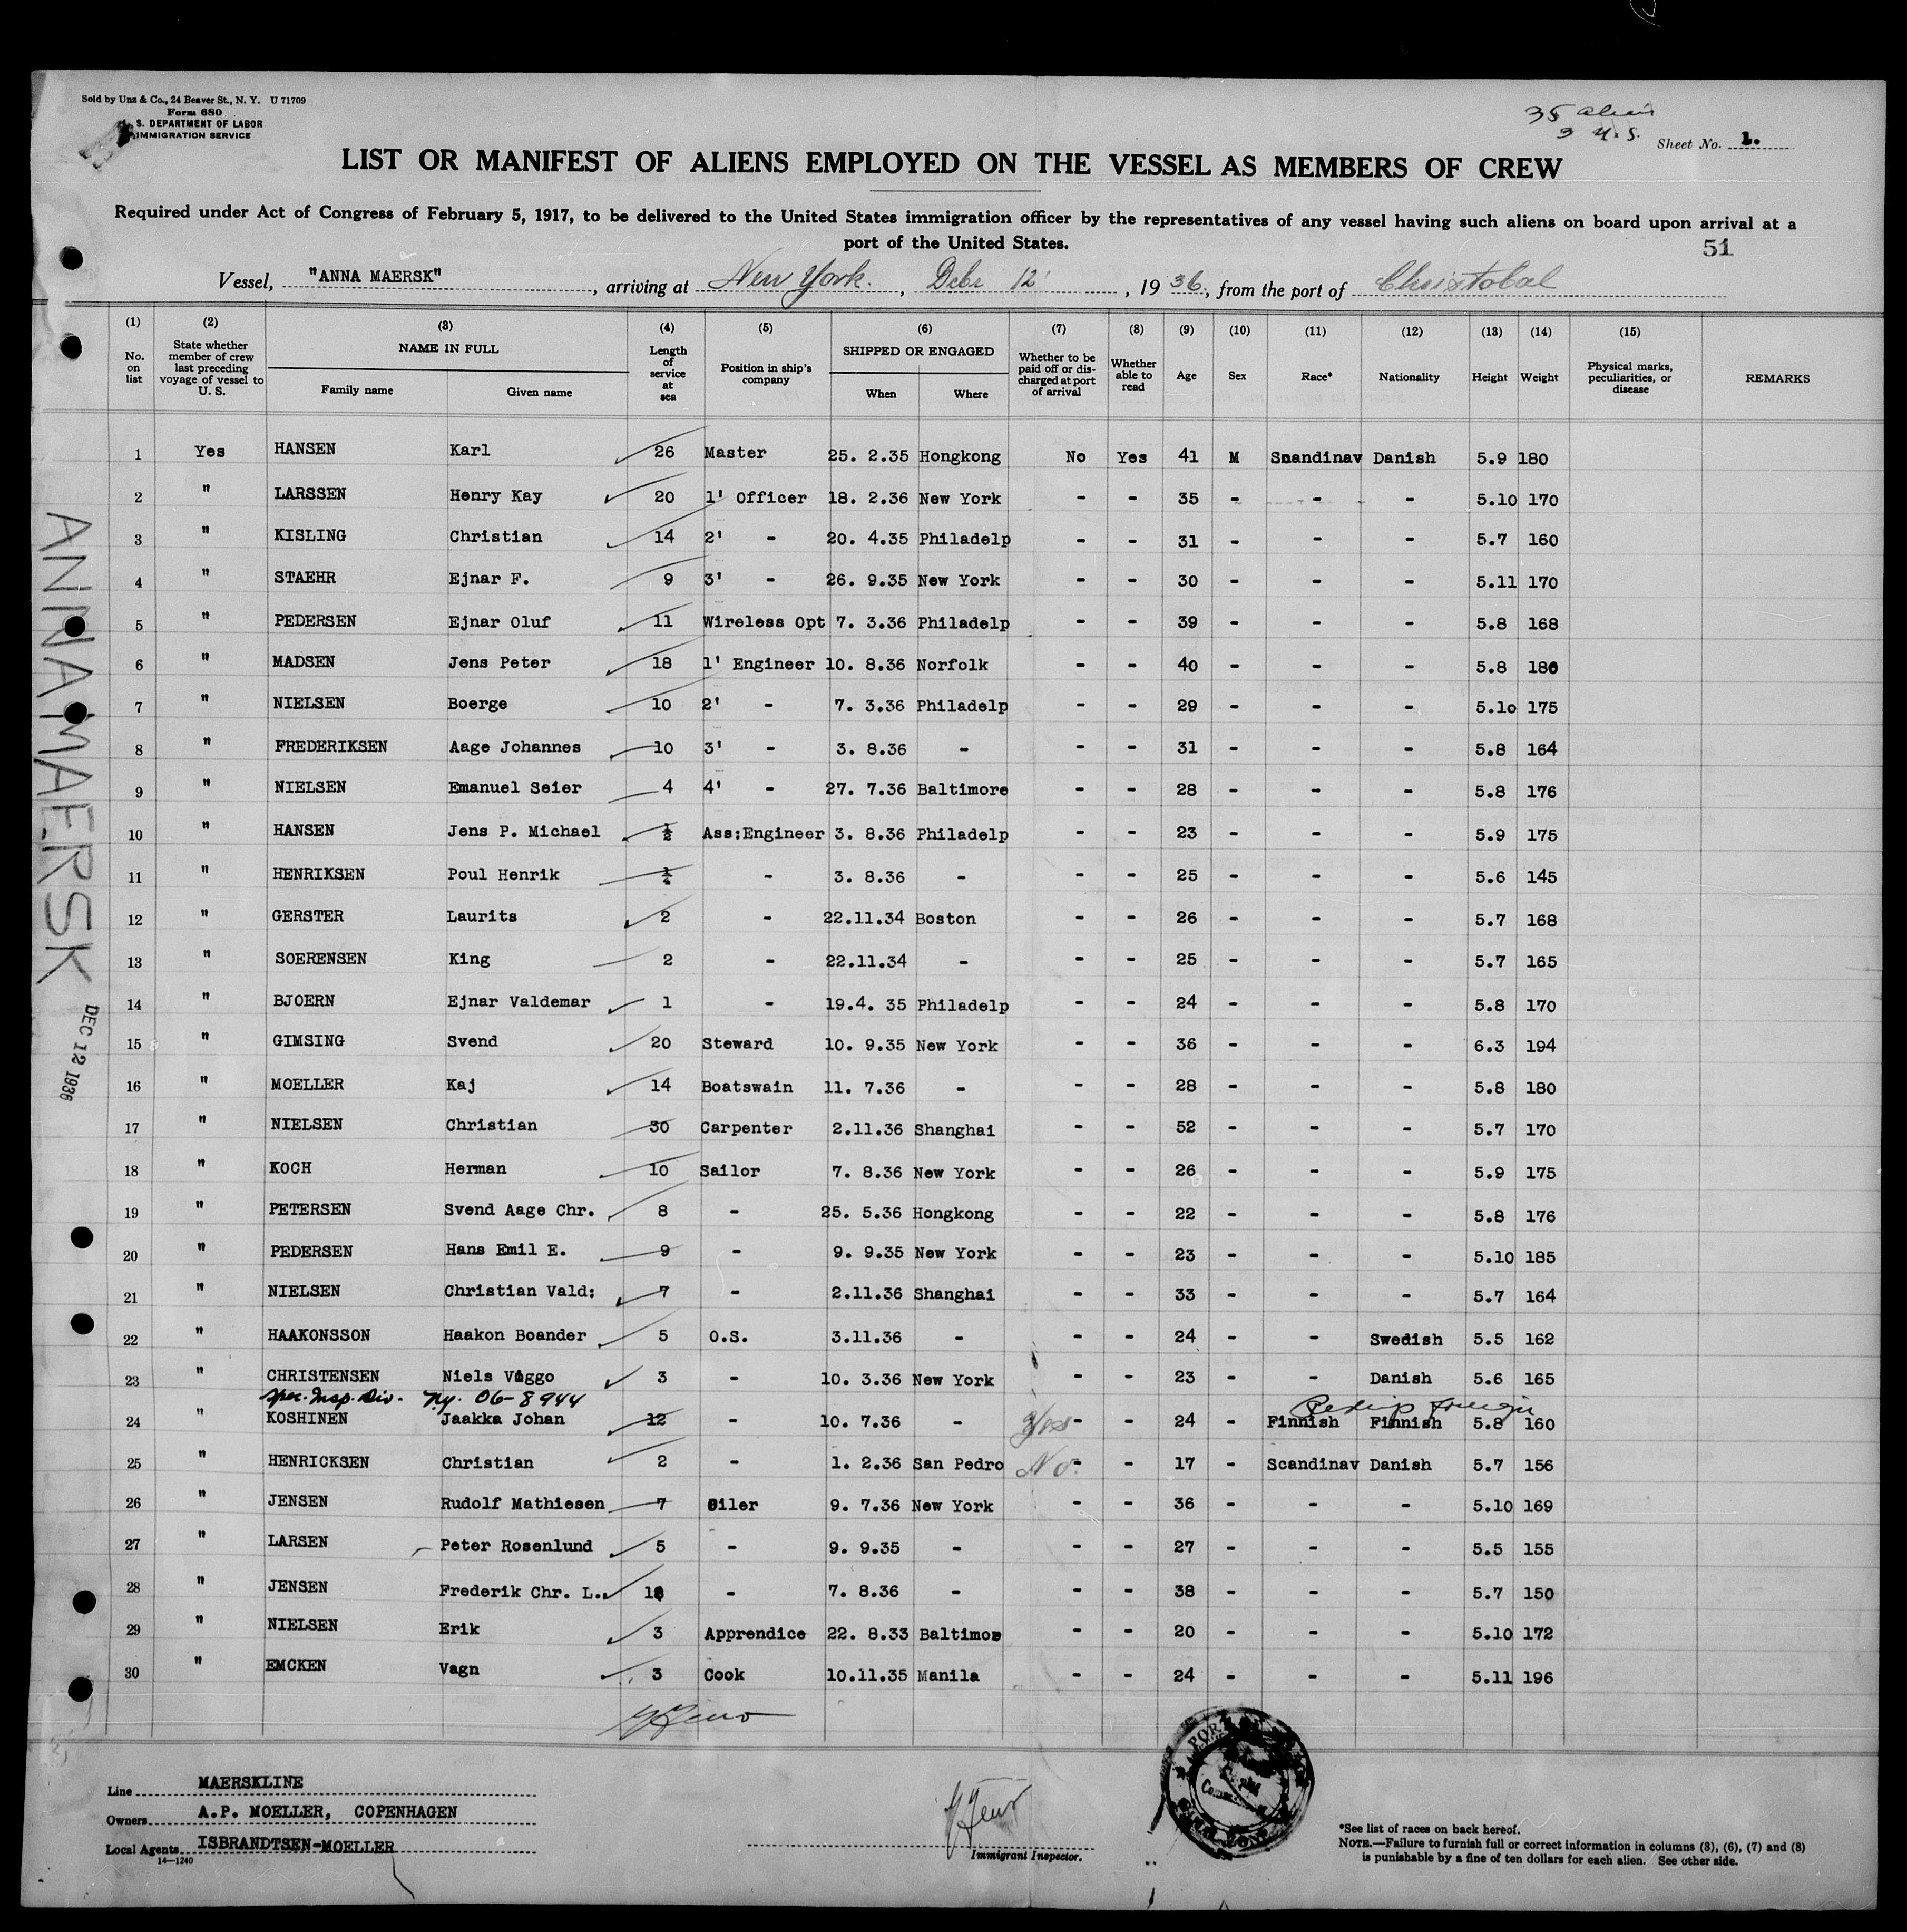 Sold by Unz & Co., 24 Beaver St., N. Y. U 71709
Form 680
S. DEPARTMENT OF LABOR
IMMIGRATION SERVICE
35 aliens
3 U.S.
Sheet No. 1.
LIST OR MANIFEST OF ALIENS EMPLOYED ON THE VESSEL AS MEMBERS OF CREW
Required under Act of Congress of February 5, 1917, to be delivered to the United States immigration officer by the representatives of any vessel having such aliens on board upon arrival at a
port of the United States.
51
Vessel, "ANNA MAERSK", arriving at New York, Decbr 12, 1936, from the port of Christobal
(1) (2) (3) (4) (5) (6) (7) (8) (9) (10) (11) (12) (13) (14) (15)
No. on list State whether member of crew last preceding voyage of vessel to U. S. NAME IN FULL Family name Given name Length of service at sea Position in ship's company SHIPPED OR ENGAGED When Where Whether to be paid off or discharged at port of arrival Whether able to read Age Sex Race* Nationality Height Weight Physical marks, peculiarities, or disease REMARKS
1 Yes HANSEN Karl 26 Master 25. 2.35 Hongkong No Yes 41 M Scandinav Danish 5.9 180
2 " LARSSEN Henry Kay 20 1' Officer 18. 2.36 New York - - 35 - - - 5.10 170
3 " KISLING Christian 14 2' - 20. 4.35 Philadelp - - 31 - - - 5.7 160
4 " STAEHR Ejnar F. 9 3' - 26. 9.35 New York - - 30 - - - 5.11 170
5 " PEDERSEN Ejnar Oluf 11 Wireless Opt 7. 3.36 Philadelp - - 39 - - - 5.8 168
6 " MADSEN Jens Peter 18 1' Engineer 10. 8.36 Norfolk - - 40 - - - 5.8 180
7 " NIELSEN Boerge 10 2' - 7. 3.36 Philadelp - - 29 - - - 5.10 175
8 " FREDERIKSEN Aage Johannes 10 3' - 3. 8.36 - - - 31 - - - 5.8 164
9 " NIELSEN Emanuel Seier 4 4' - 27. 7.36 Baltimore - - 28 - - - 5.8 176
10 " HANSEN Jens P. Michael ½ Ass:Engineer 3. 8.36 Philadelp - - 23 - - - 5.9 175
11 " HENRIKSEN Poul Henrik - 3. 8.36 - - - 25 - - - 5.6 145
12 " GERSTER Laurits 2 - 22.11.34 Boston - - 26 - - - 5.7 168
13 " SOERENSEN King 2 - 22.11.34 - - - 25 - - - 5.7 165
14 " BJOERN Ejnar Valdemar 1 - 19.4. 35 Philadelp - - 24 - - - 5.8 170
15 " GIMSING Svend 20 Steward 10. 9.35 New York - - 36 - - - 6.3 194
16 " MOELLER Kaj 14 Boatswain 11. 7.36 - - - 28 - - - 5.8 180
17 " NIELSEN Christian 30 Carpenter 2.11.36 Shanghai - - 52 - - - 5.7 170
18 " KOCH Herman 10 Sailor 7. 8.36 New York - - 26 - - - 5.9 175
19 " PETERSEN Svend Aage Chr. 8 - 25. 5.36 Hongkong - - 22 - - - 5.8 176
20 " PEDERSEN Hans Emil E. 9 - 9. 9.35 New York - - 23 - - - 5.10 185
21 " NIELSEN Christian Vald: 7 - 2.11.36 Shanghai - - 33 - - - 5.7 164
22 " HAAKONSSON Haakon Boander 5 O.S. 3.11.36 - - - 24 - - Swedish 5.5 162
23 " CHRISTENSEN Niels Viggo 3 - 10. 3.36 New York - - 23 - - Danish 5.6 165
Spec. Insp. Div. Ny. 06-8944 Reship foreign
24 " KOSHINEN Jaakka Johan 12 - 10. 7.36 - Yes - - 24 - Finnish Finnish 5.8 160
25 " HENRICKSEN Christian 2 - 1. 2.36 San Pedro No - - 17 - Scandinav Danish 5.7 156
26 " JENSEN Rudolf Mathiesen 7 Oiler 9. 7.36 New York - - 36 - - - 5.10 169
27 " LARSEN Peter Rosenlund 5 - 9. 9.35 - - - 27 - - - 5.5 155
28 " JENSEN Frederik Chr. L. - 7. 8.36 - - - 38 - - - 5.7 150
29 " NIELSEN Erik 3 Apprendice 22. 8.33 Baltimoe - - 20 - - - 5.10 172
30 " EMCKEN Vagn 3 Cook 10.11.35 Manila - - 24 - - - 5.11 196
ANNA MAERSK
DEC 12 1936
Line MAERSKLINE
Owners A.P. MOELLER, COPENHAGEN
Local Agents ISBRANDTSEN-MOELLER
14—1240
Immigrant Inspector.
*See list of races on back hereof.
NOTE.—Failure to furnish full or correct information in columns (3), (6), (7) and (8)
is punishable by a fine of ten dollars for each alien. See other side.